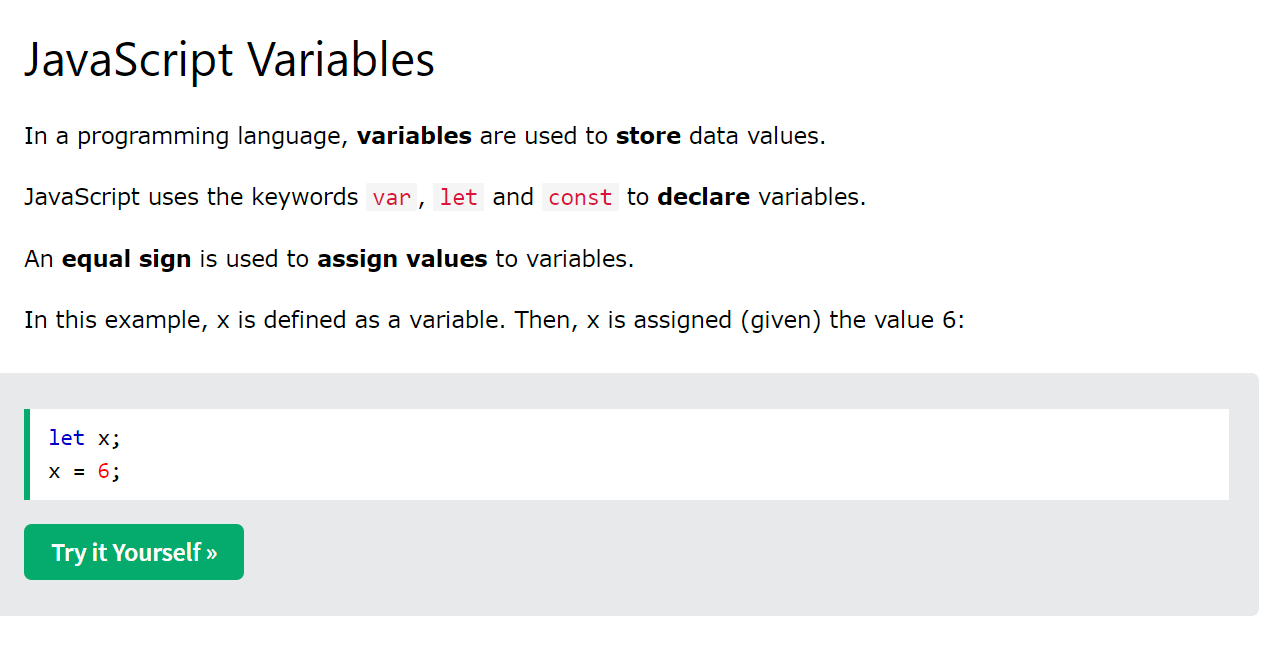 JavaScript Variables
In a programming language, variables are used to store data values.
JavaScript uses the keywords var, let and const to declare variables.
An equal sign is used to assign values to variables.
In this example, x is defined as a variable. Then, x is assigned (given) the value 6:
let x;
x = 6;
Try it Yourself »